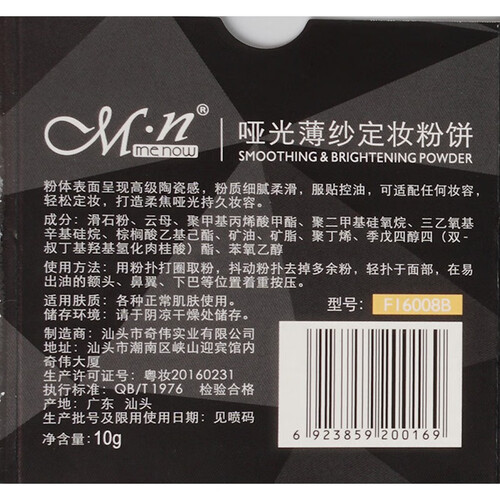 M·n®
me now
哑光薄纱定妆粉饼
SMOOTHING & BRIGHTENING POWDER
粉体表面呈现高级陶瓷感，粉质细腻柔滑，服贴控油，可适配任何妆容，
轻松定妆，打造柔焦哑光持久妆容。
成分：滑石粉、云母、聚甲基丙烯酸甲酯、聚二甲基硅氧烷、三乙氧基
辛基硅烷、棕榈酸乙基己酯、矿油、矿脂、聚丁烯、季戊四醇四（双-
叔丁基羟基氢化肉桂酸）酯、苯氧乙醇
使用方法：用粉扑打圈取粉，抖动粉扑去掉多余粉，轻扑于面部，在易
出油的额头、鼻翼、下巴等位置着重按压。
适用肤质：各种正常肌肤使用。
储存环境：请于阴凉干燥处储存。
型号：FI6008B
制造商：汕头市奇伟实业有限公司
地址：汕头市潮南区峡山迎宾馆内
奇伟大厦
生产许可证号：粤妆20160231
执行标准：QB/T1976 检验合格
产地：广东 汕头
生产批号及限用使用日期：见喷码
净含量：10g
6 923859 200169